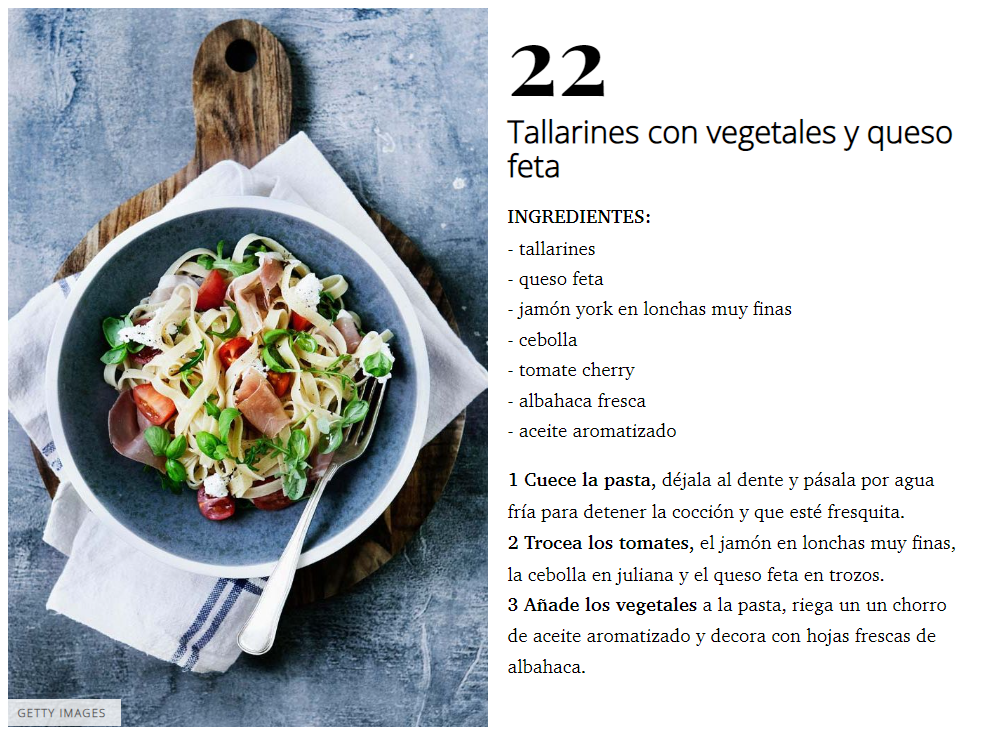 22
Tallarines con vegetales y queso
feta
INGREDIENTES:
- tallarines
- queso feta
- jamón york en lonchas muy finas
- cebolla
- tomate cherry
- albahaca fresca
- aceite aromatizado
1 Cuece la pasta, déjala al dente y pásala por agua
fría para detener la cocción y que esté fresquita.
2 Trocea los tomates, el jamón en lonchas muy finas,
la cebolla en juliana y el queso feta en trozos.
3 Añade los vegetales a la pasta, riega un un chorro
de aceite aromatizado y decora con hojas frescas de
albahaca.
GETTY IMAGES